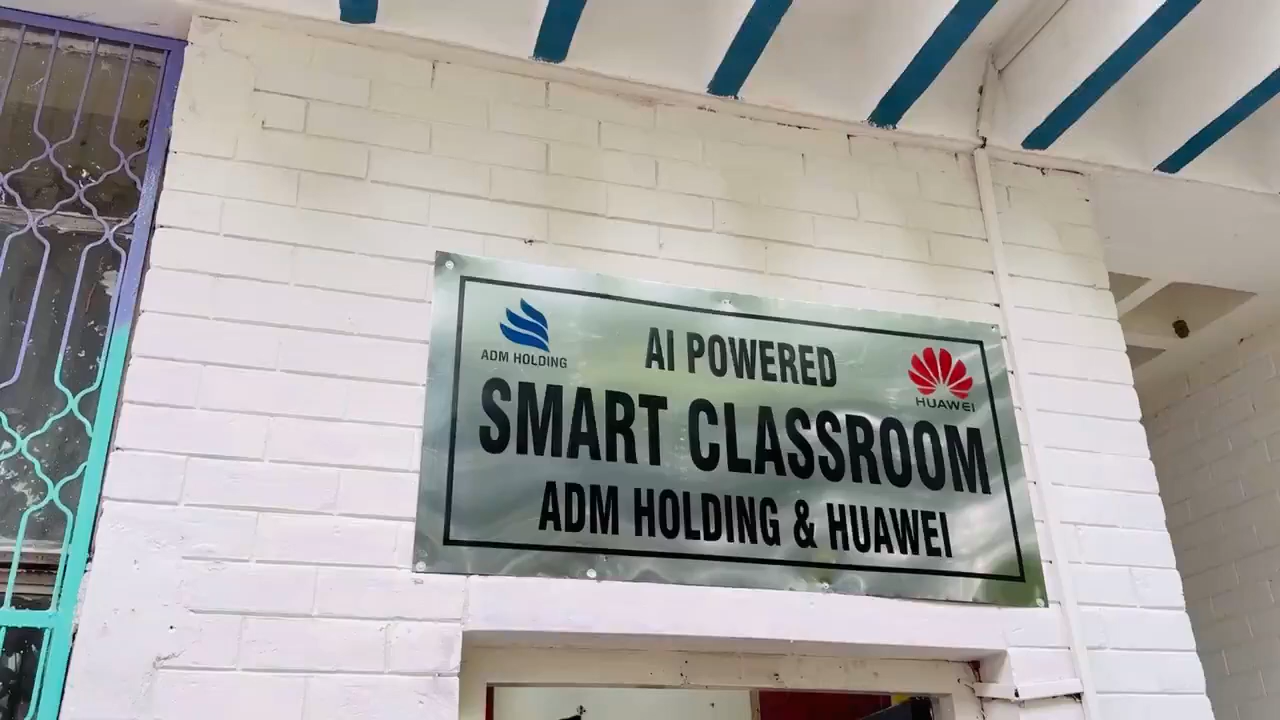 ADM HOLDING
AI POWERED
HUAWEI
SMART CLASSROOM
ADM HOLDING & HUAWEI